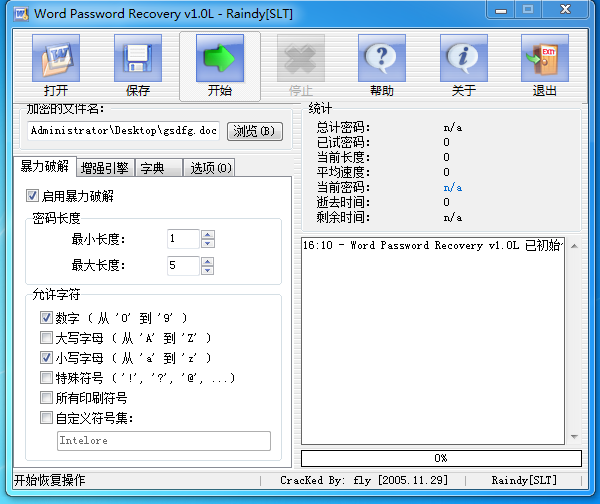 Word Password Recovery v1.0L - Raindy[SLT]
打开 保存 开始 停止 帮助 关于 退出
加密的文件名:
Administrator\Desktop\gsdfg.doc 浏览(B)
暴力破解 增强引擎 字典 选项(O)
启用暴力破解
密码长度
最小长度: 1
最大长度: 5
允许字符
数字 ( 从 '0' 到 '9' )
大写字母 ( 从 'A' 到 'Z' )
小写字母 ( 从 'a' 到 'z' )
特殊符号 ( '!', '?', '@', ...)
所有印刷符号
自定义符号集:
Intelore
统计
总计密码: n/a
已试密码: 0
当前长度: 0
平均速度: 0
当前密码: n/a
逝去时间: 0
剩余时间: n/a
16:10 - Word Password Recovery v1.0L 已初始
0%
开始恢复操作
CracKed By: fly [2005.11.29]
Raindy[SLT]